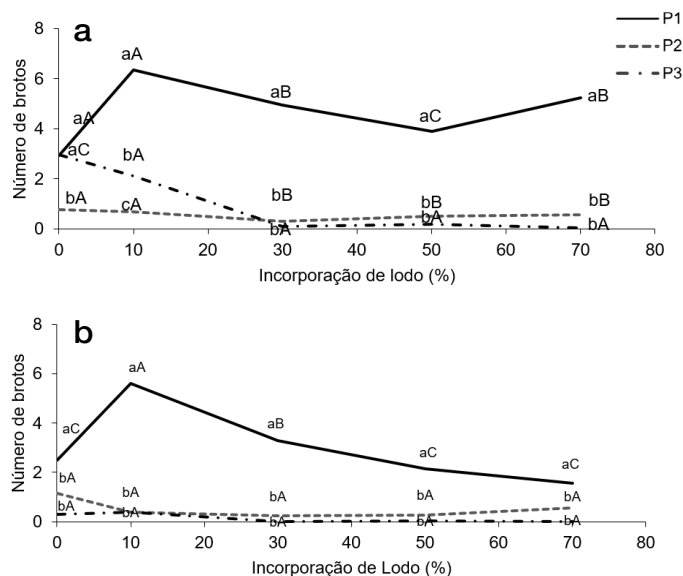 a
P1
P2
P3
Número de brotos
8
6
4
2
0
aA
aA
aB
aC
aB
aC
bA
bA
cA
bB
bA
bB
bA
bB
bA
0 10 20 30 40 50 60 70 80
Incorporação de lodo (%)
b
Número de brotos
8
6
4
2
0
aC
aA
aB
aC
aC
bA
bA
bA
bA
bA
bA
bA
bA
bA
bA
0 10 20 30 40 50 60 70 80
Incorporação de Lodo (%)